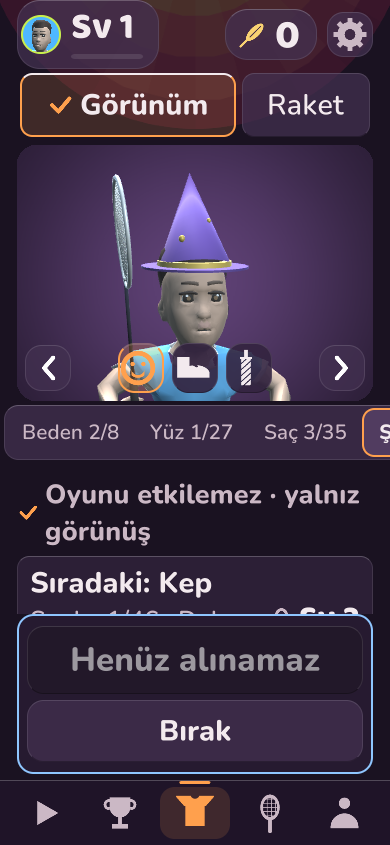 Sv 1
0
Görünüm
Raket
Beden 2/8
Yüz 1/27
Saç 3/35
Oyunu etkilemez · yalnız
görünüş
Sıradaki: Kep
Henüz alınamaz
Bırak